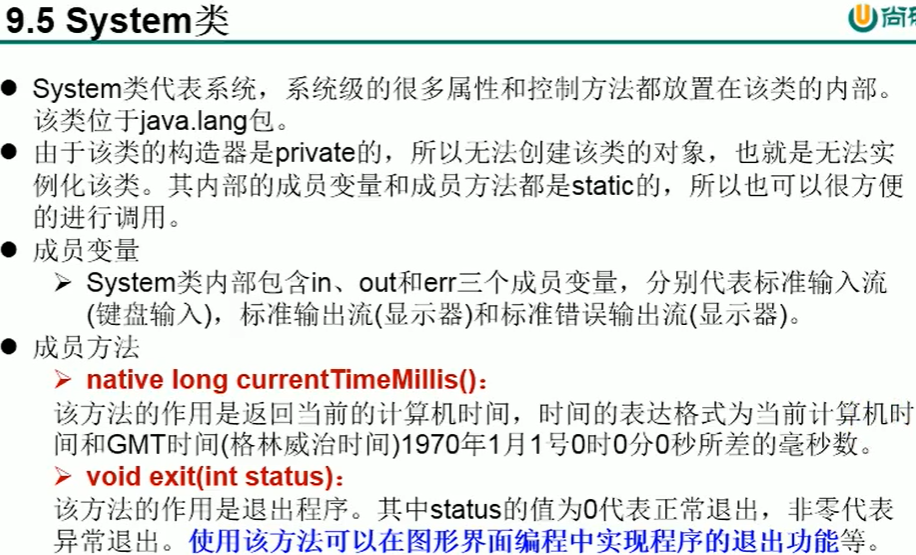 9.5 System类
尚
● System类代表系统，系统级的很多属性和控制方法都放置在该类的内部。
该类位于java.lang包。
● 由于该类的构造器是private的，所以无法创建该类的对象，也就是无法实
例化该类。其内部的成员变量和成员方法都是static的，所以也可以很方便
的进行调用。
● 成员变量
➢ System类内部包含in、out和err三个成员变量，分别代表标准输入流
(键盘输入)，标准输出流(显示器)和标准错误输出流(显示器)。
● 成员方法
➢ native long currentTimeMillis()：
该方法的作用是返回当前的计算机时间，时间的表达格式为当前计算机时
间和GMT时间(格林威治时间)1970年1月1号0时0分0秒所差的毫秒数。
➢ void exit(int status)：
该方法的作用是退出程序。其中status的值为0代表正常退出，非零代表
异常退出。使用该方法可以在图形界面编程中实现程序的退出功能等。